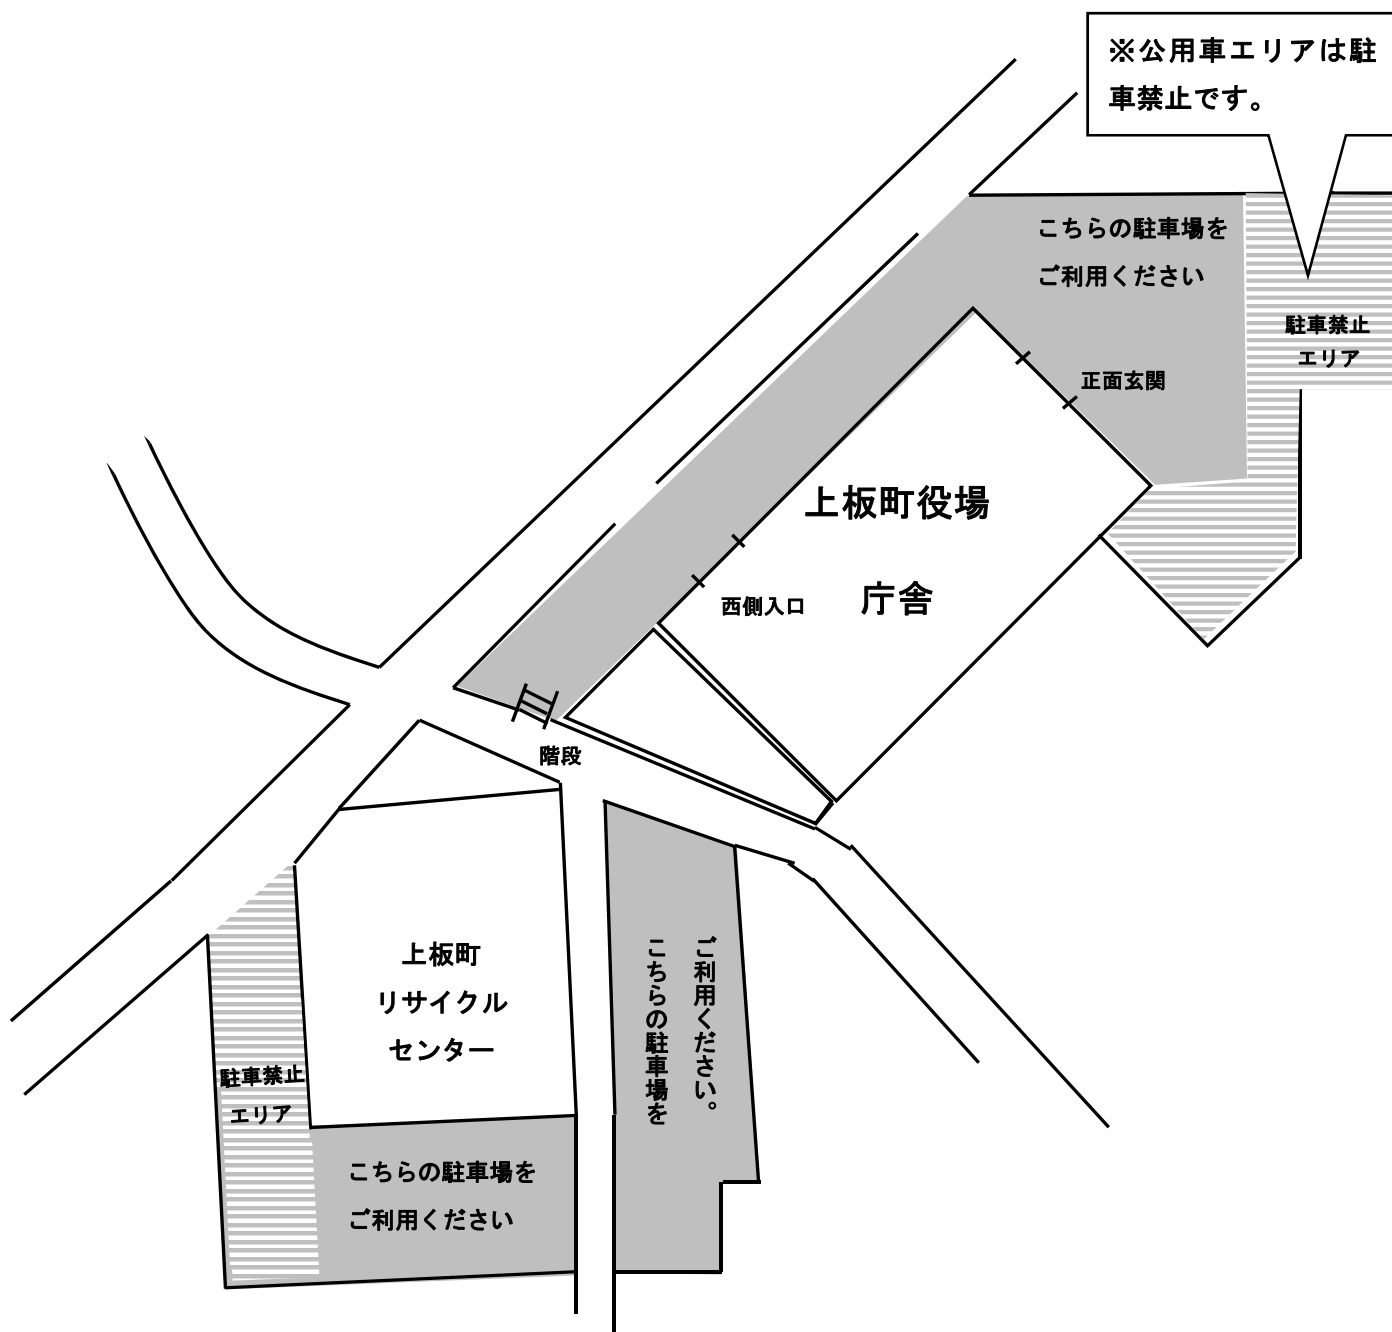 ※公用車エリアは駐
車禁止です。
こちらの駐車場を
ご利用ください
駐車禁止
エリア
正面玄関
上板町役場
庁舎
西側入口
階段
上板町
リサイクル
センター
こちらの駐車場を
ご利用ください。
駐車禁止
エリア
こちらの駐車場を
ご利用ください